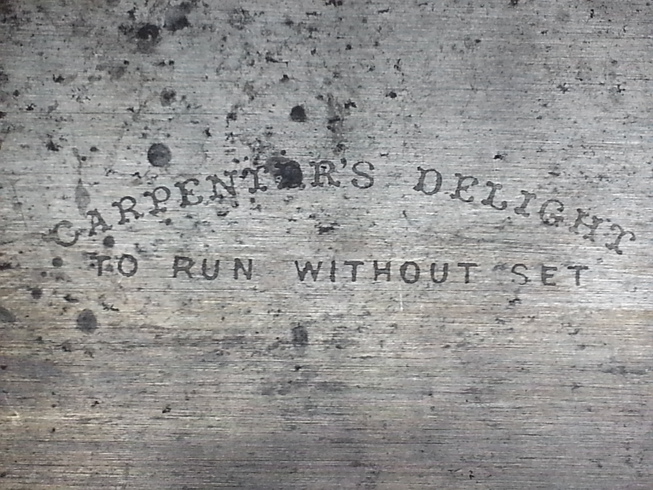 CARPENTER'S DELIGHT
TO RUN WITHOUT SET